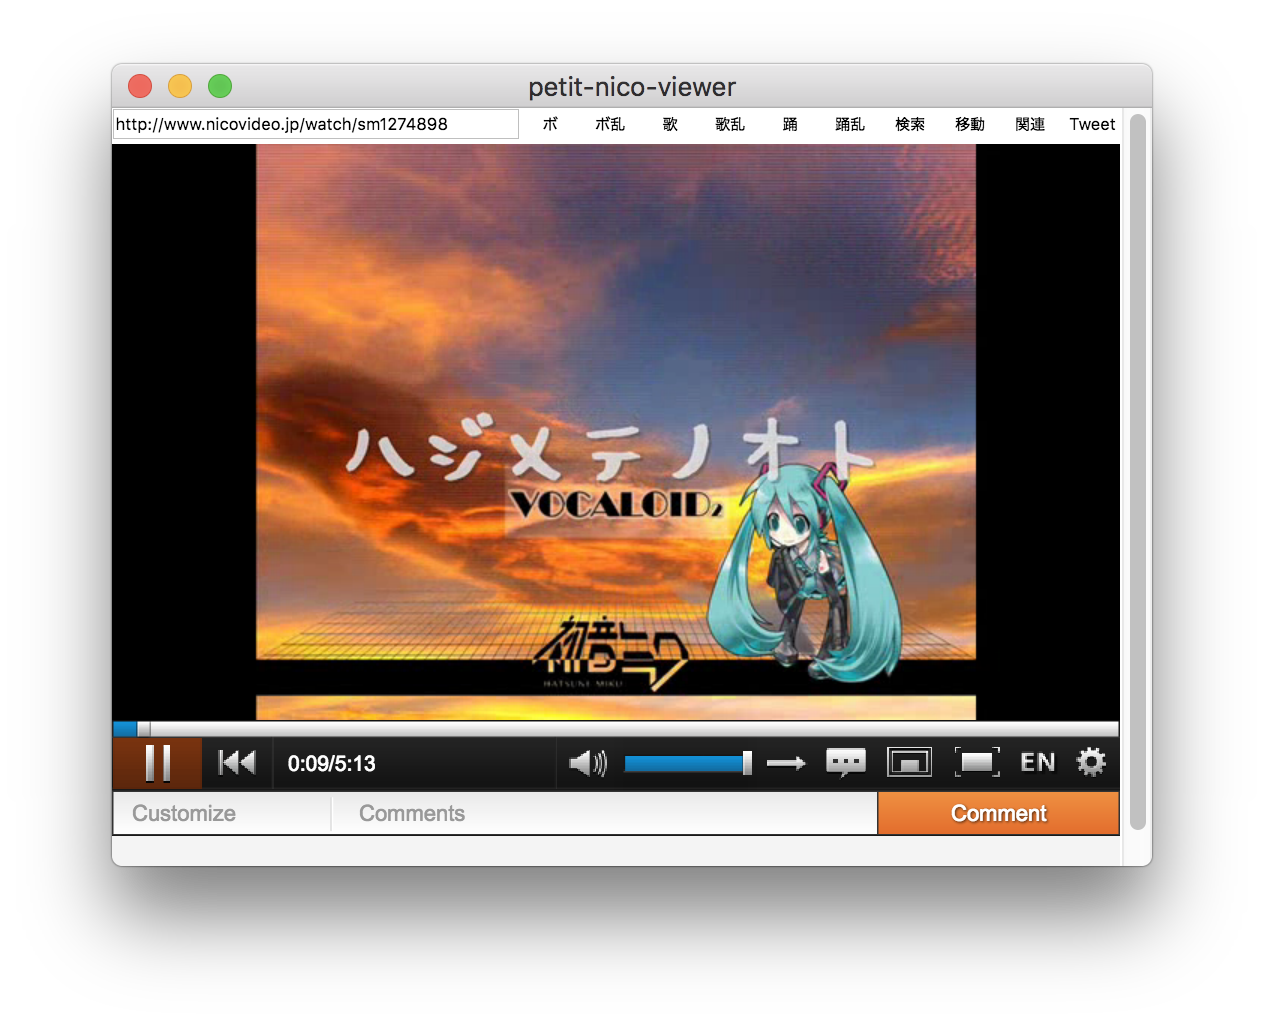 petit-nico-viewer
http://www.nicovideo.jp/watch/sm1274898 ボ ボ乱 歌 歌乱 踊 踊乱 検索 移動 関連 Tweet
ハジメテノオト
VOCALOID2
初音ミク
HATSUNE MIKU
0:09/5:13 EN
Customize Comments Comment